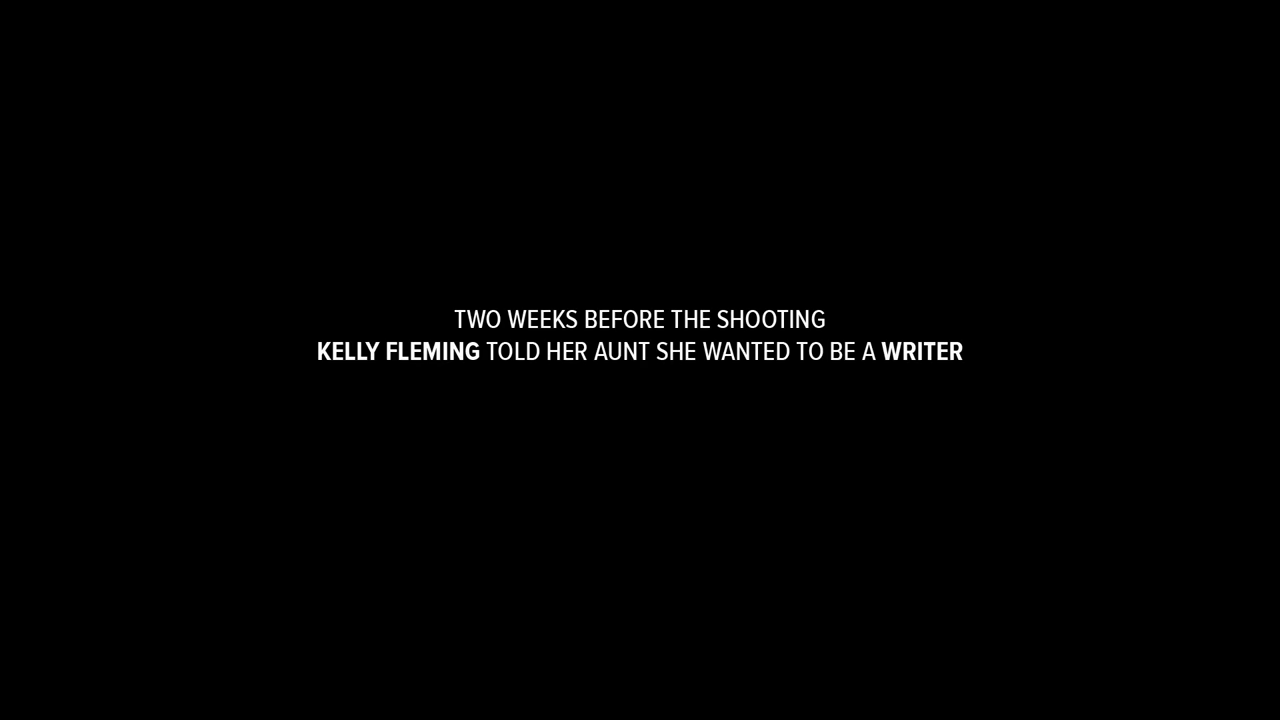 TWO WEEKS BEFORE THE SHOOTING
KELLY FLEMING TOLD HER AUNT SHE WANTED TO BE A WRITER